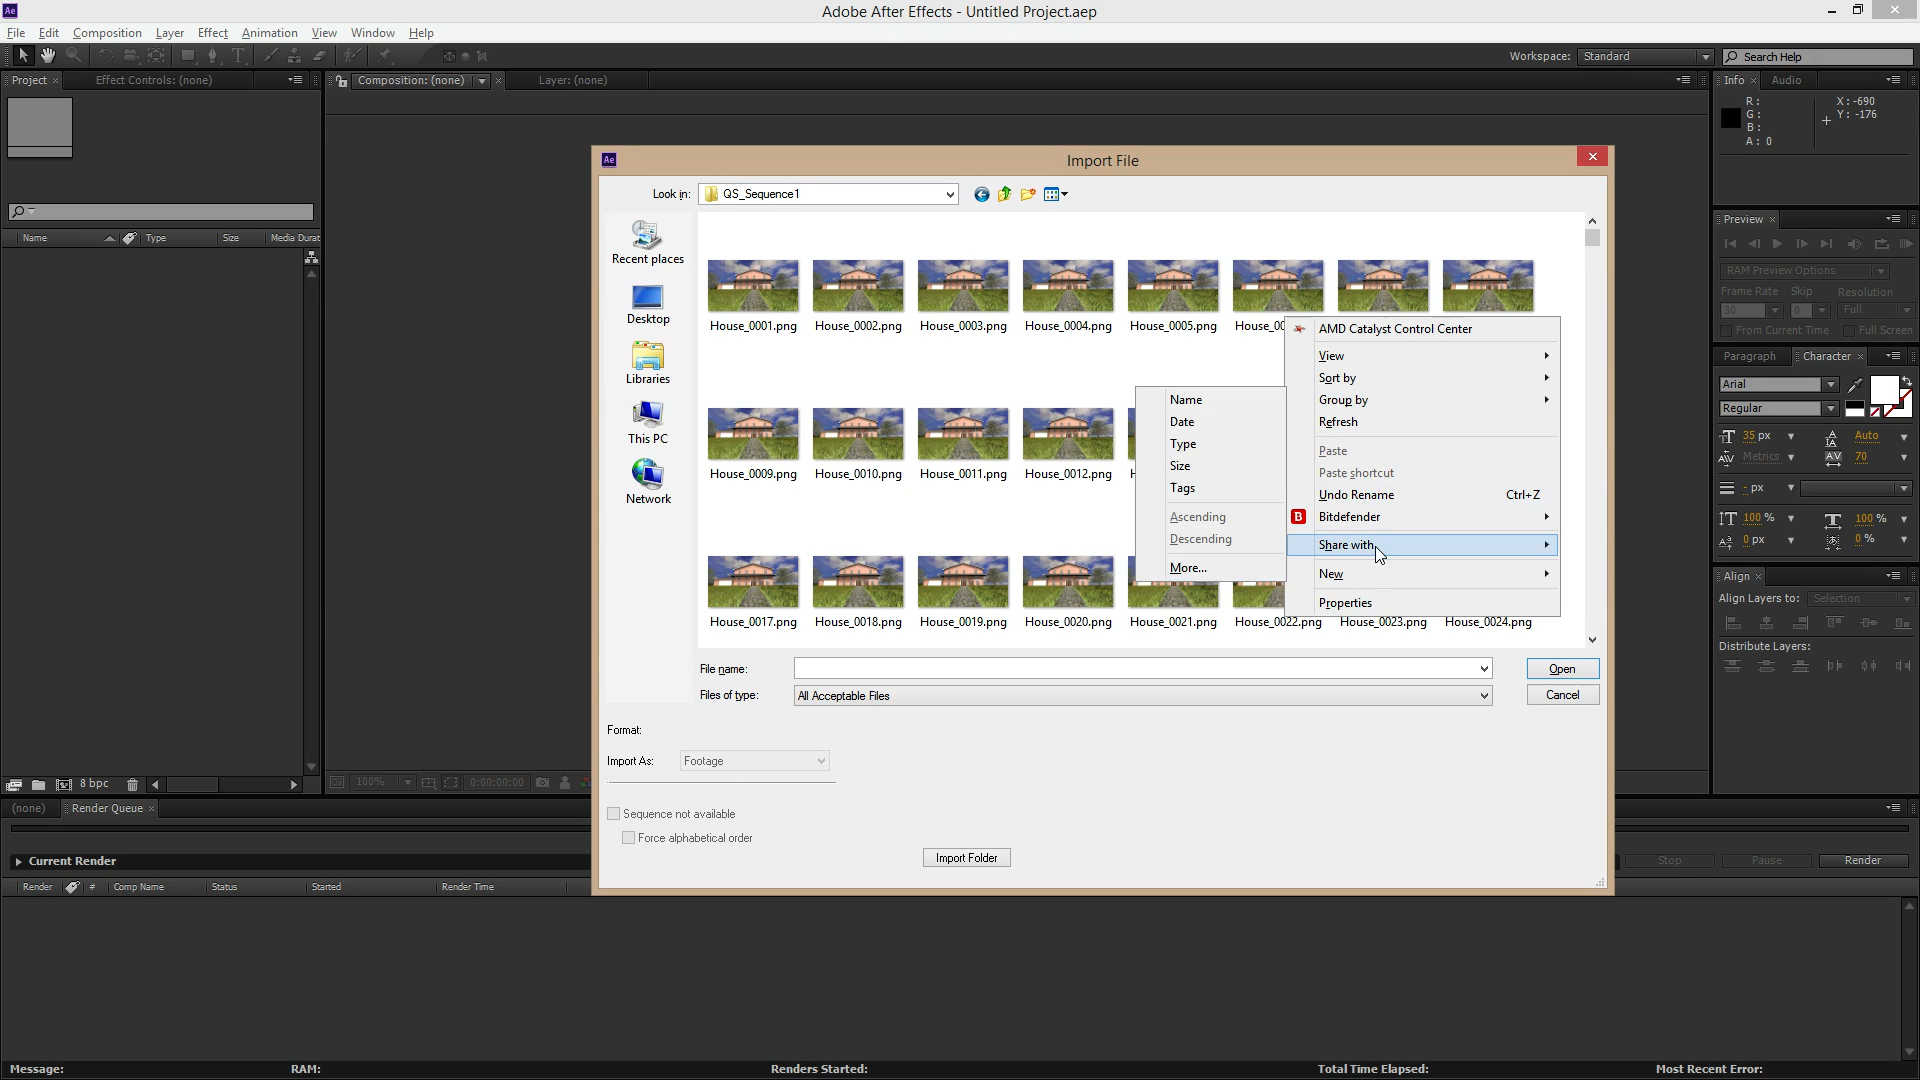 Ae Adobe After Effects - Untitled Project.aep
File Edit Composition Layer Effect Animation View Window Help
Workspace: Standard Search Help
Project Effect Controls: (none) Composition: (none) Layer: (none) Info Audio
R: X: -690
G: Y: -176
B:
A: 0
Ae Import File
Look in: QS_Sequence1
Name Type Size Media Durat
Recent places
Desktop
Libraries
This PC
Network
House_0001.png House_0002.png House_0003.png House_0004.png House_0005.png House_00
House_0009.png House_0010.png House_0011.png House_0012.png
House_0017.png House_0018.png House_0019.png House_0020.png House_0021.png House_0022.png House_0023.png House_0024.png
AMD Catalyst Control Center
View
Sort by
Group by
Refresh
Paste
Paste shortcut
Undo Rename Ctrl+Z
B Bitdefender
Share with
New
Properties
Name
Date
Type
Size
Tags
Ascending
Descending
More...
File name: Open
Files of type: All Acceptable Files Cancel
Format:
Import As: Footage
Sequence not available
Force alphabetical order
Import Folder
Preview
RAM Preview Options
Frame Rate Skip Resolution
30 0 Full
From Current Time Full Screen
Paragraph Character
Arial
Regular
35 px Auto
Metrics 70
- px
100 % 100 %
0 px 0 %
Align
Align Layers to: Selection
Distribute Layers:
8 bpc 100% 0:00:00:00
(none) Render Queue
Current Render Stop Pause Render
Render # Comp Name Status Started Render Time
Message: RAM: Renders Started: Total Time Elapsed: Most Recent Error: